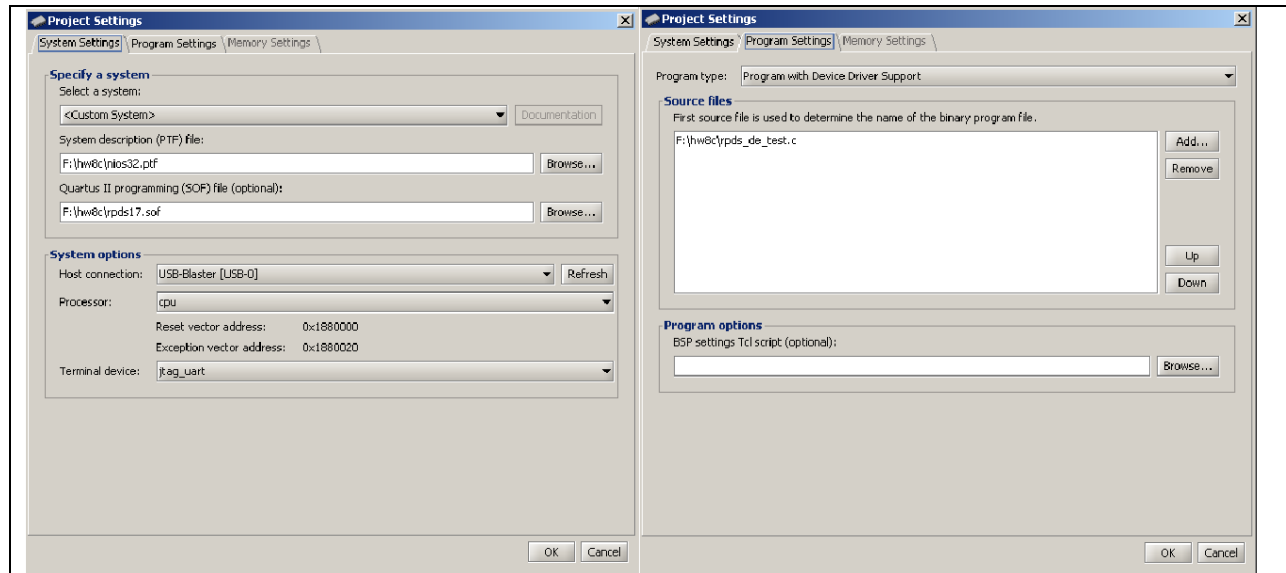 Project Settings
System Settings Program Settings Memory Settings
Specify a system
Select a system:
<Custom System> Documentation
System description (PTF) file:
F:\hw8c\nios32.ptf Browse...
Quartus II programming (SOF) file (optional):
F:\hw8c\rpds17.sof Browse...
System options
Host connection: USB-Blaster [USB-0] Refresh
Processor: cpu
Reset vector address: 0x1880000
Exception vector address: 0x1880020
Terminal device: jtag_uart
OK Cancel
Project Settings
System Settings Program Settings Memory Settings
Program type: Program with Device Driver Support
Source files
First source file is used to determine the name of the binary program file.
F:\hw8c\rpds_de_test.c Add...
Remove
Up
Down
Program options
BSP settings Tcl script (optional):
Browse...
OK Cancel